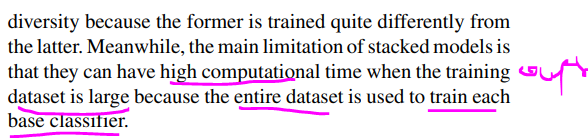 diversity because the former is trained quite differently from
the latter. Meanwhile, the main limitation of stacked models is
that they can have high computational time when the training
dataset is large because the entire dataset is used to train each
base classifier.